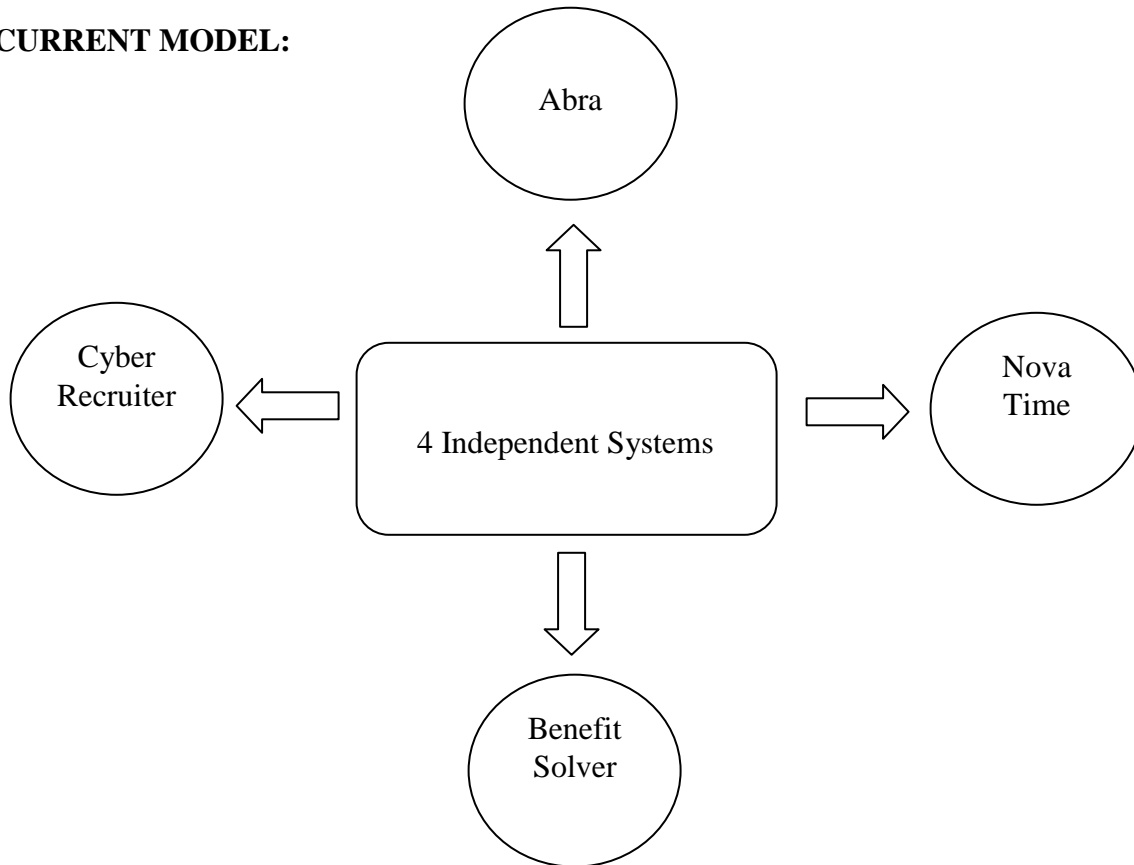 CURRENT MODEL:
Abra
Cyber
Recruiter
4 Independent Systems
Nova
Time
Benefit
Solver